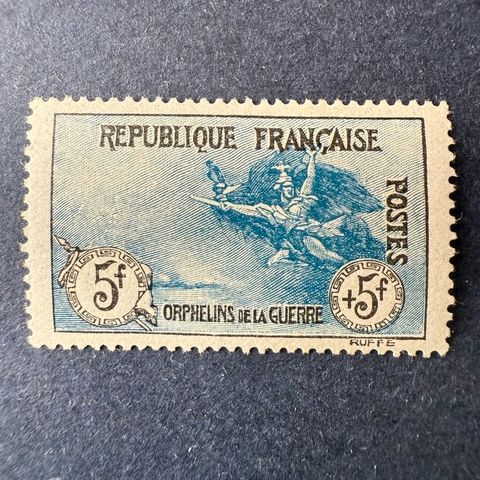 REPUBLIQUE FRANÇAISE
POSTES
5f
ORPHELINS DE LA GUERRE
+5f
RUFFE